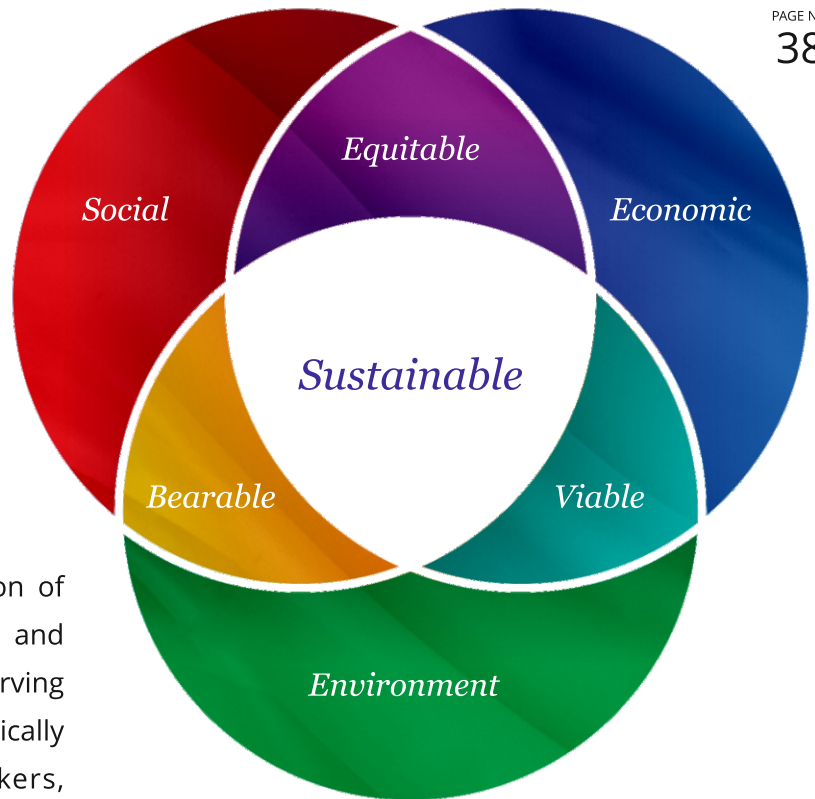 PAGE N
38
Equitable
Social
Economic
Sustainable
Bearable
Viable
on of
and
rving
ically
kers,
Environment